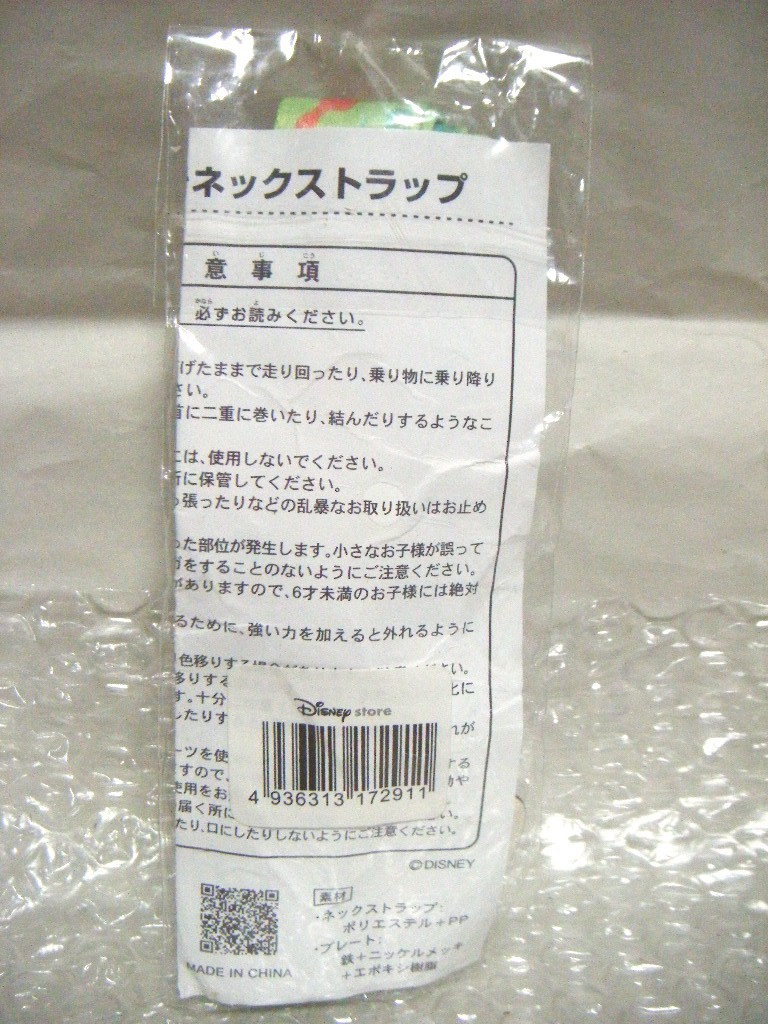 ネックストラップ
意事項
必ずお読みください。
げたままで走り回ったり、乗り物に乗り降り
さい。
首に二重に巻いたり、結んだりするようなこ
には、使用しないでください。
所に保管してください。
っ張ったりなどの乱暴なお取り扱いはお止め
った部位が発生します。小さなお子様が誤って
ガをすることのないようにご注意ください。
がありますので、6才未満のお子様には絶対
るために、強い力を加えると外れるように
色移りする
い。
移りする
とに
す。十分
したりす
れが
Disney store
ーツを使
する
すので、
使用をお
4 936313 172911
届く所に
い。
たり、口にしたりしないようにご注意ください。
©DISNEY
素材
・ネックストラップ:
ポリエステル+PP
・プレート:
鉄+ニッケルメッキ
+エポキシ樹脂
MADE IN CHINA